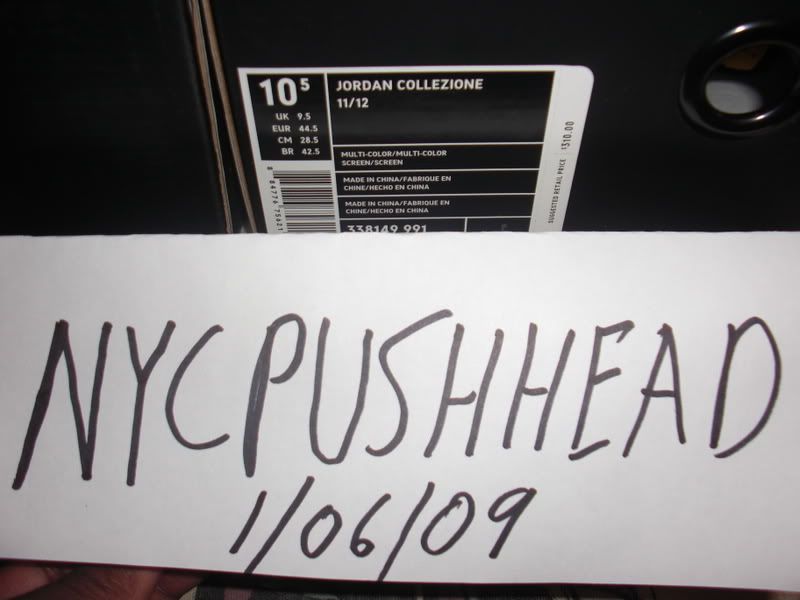 10⁵
UK 9.5
EUR 44.5
CM 28.5
BR 42.5
JORDAN COLLEZIONE
11/12
MULTI-COLOR/MULTI-COLOR
SCREEN/SCREEN
MADE IN CHINA/FABRIQUE EN
CHINE/HECHO EN CHINA
MADE IN CHINA/FABRIQUE EN
CHINE/HECHO EN CHINA
338149 991
SUGGESTED RETAIL PRICE $310.00
NYCPUSHHEAD
1/06/09